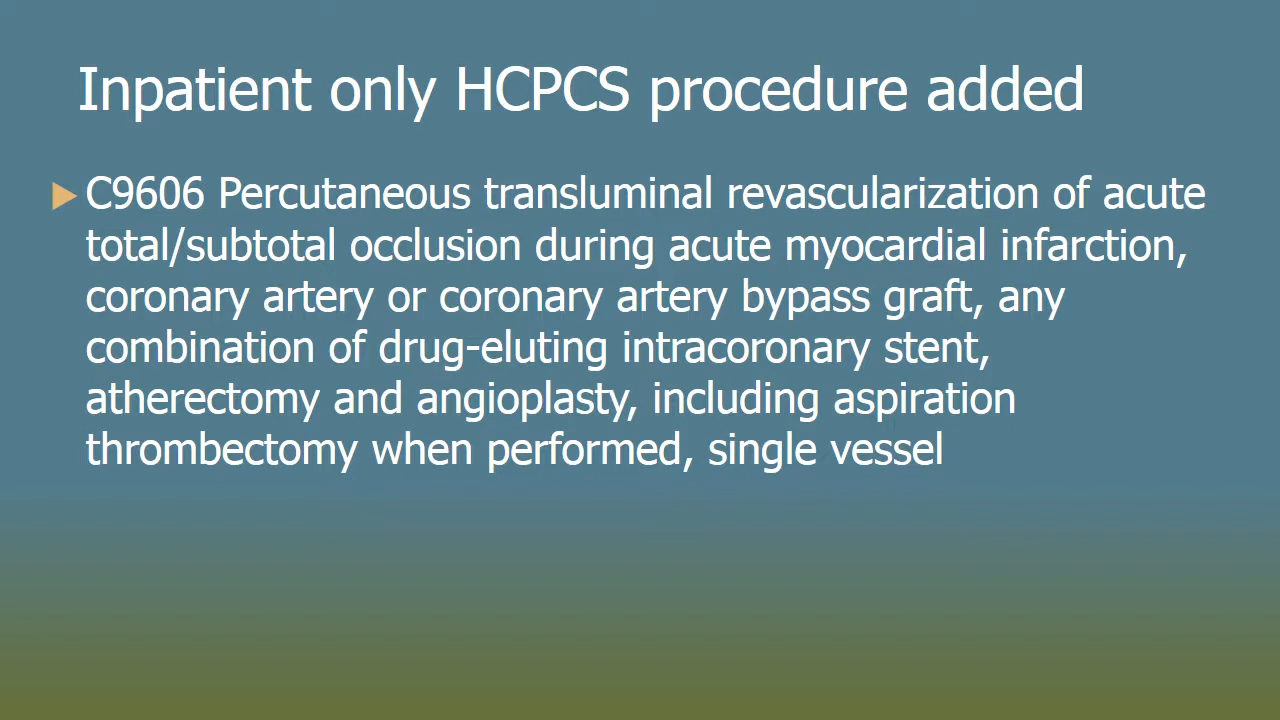 Inpatient only HCPCS procedure added
C9606 Percutaneous transluminal revascularization of acute
total/subtotal occlusion during acute myocardial infarction,
coronary artery or coronary artery bypass graft, any
combination of drug-eluting intracoronary stent,
atherectomy and angioplasty, including aspiration
thrombectomy when performed, single vessel